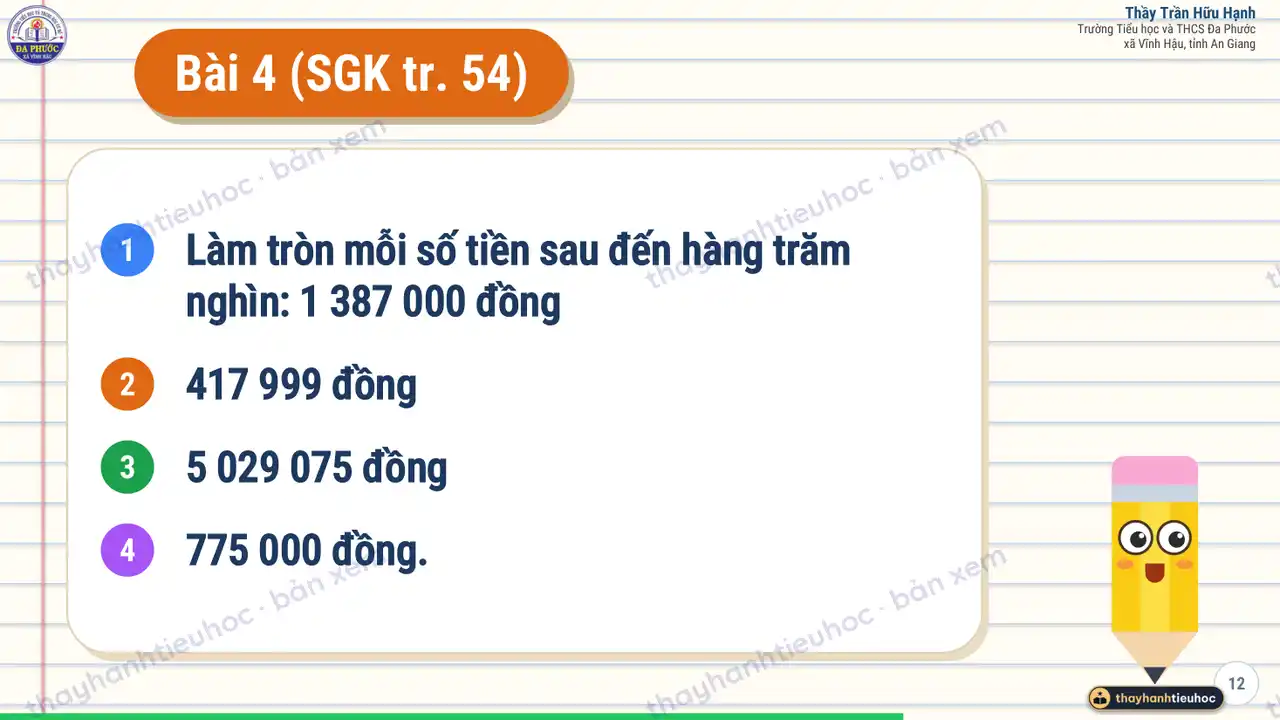 Thầy Trần Hữu Hạnh
Trường Tiểu học và THCS Đa Phước
xã Vĩnh Hậu, tỉnh An Giang
ĐA PHƯỚC
XÃ VĨNH HẬU
Bài 4 (SGK tr. 54)
1 Làm tròn mỗi số tiền sau đến hàng trăm
nghìn: 1 387 000 đồng
2 417 999 đồng
3 5 029 075 đồng
4 775 000 đồng.
thayhanhtieuhoc · bản xem
thayhanhtieuhoc · bản xem
thayhanhtieuhoc · bản xem
thayhanhtieuhoc · bản xem
thayhanhtieuhoc
12